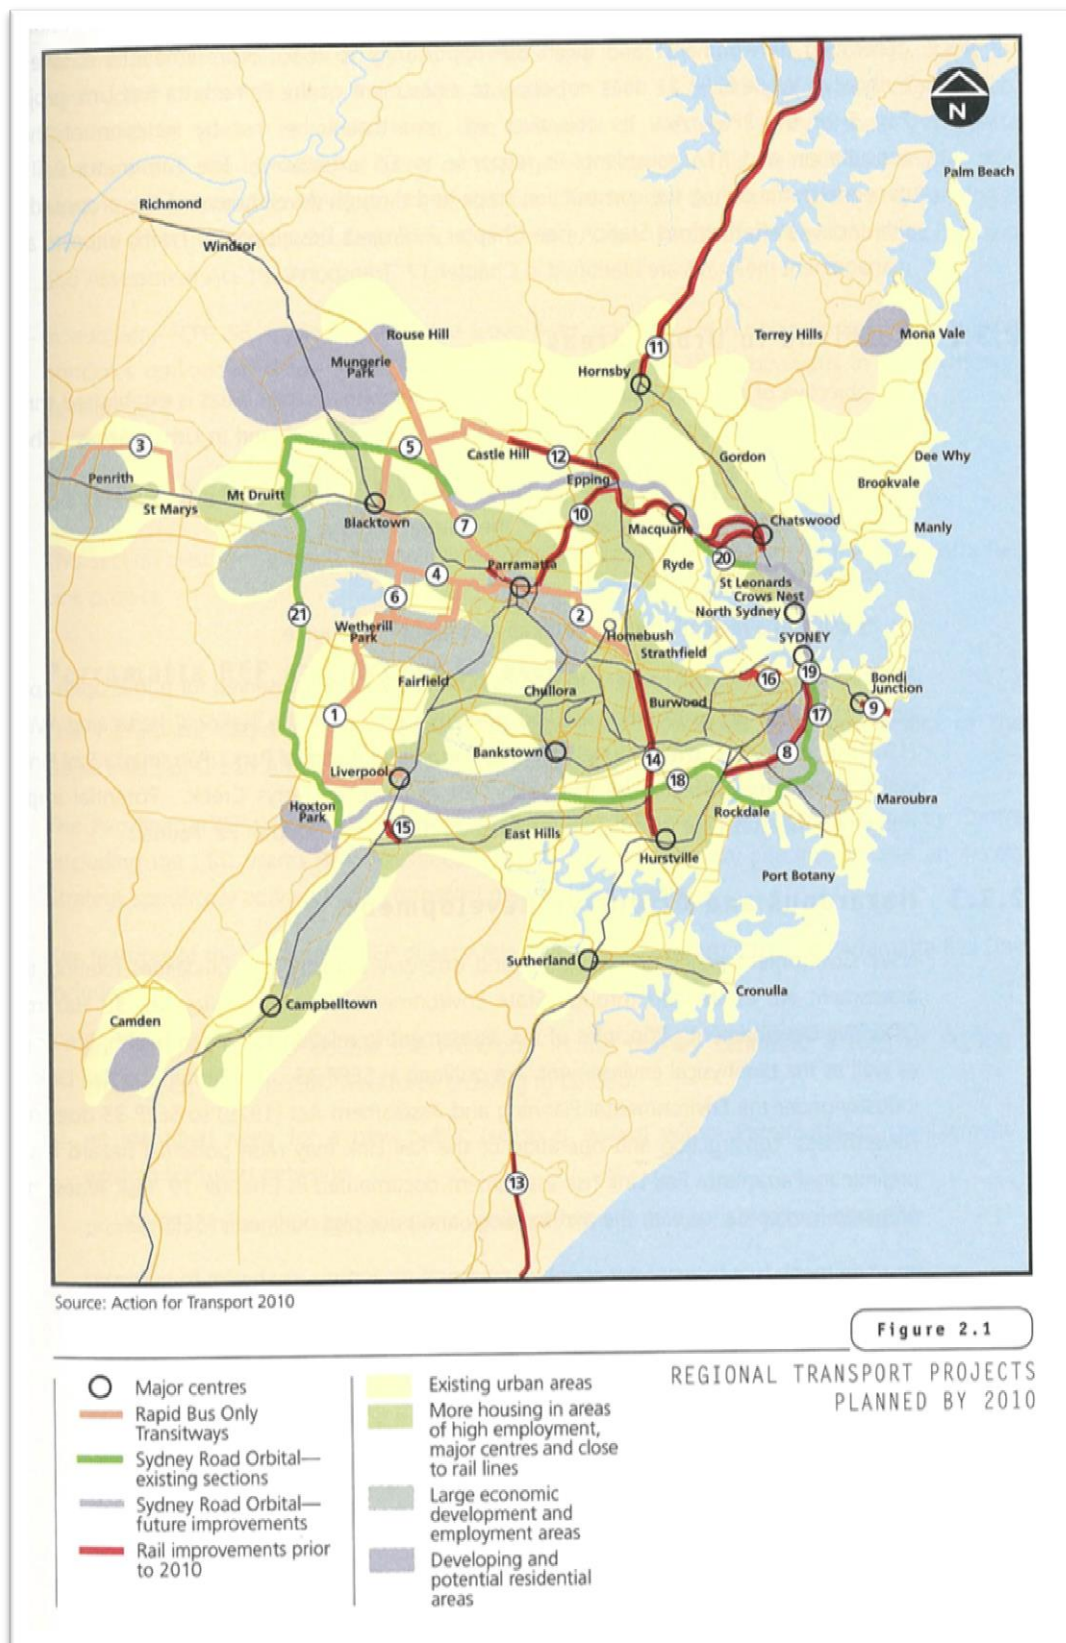 N
Palm Beach
Richmond
Windsor
Rouse Hill
Terrey Hills
Mona Vale
Mungerie
Park
11
Hornsby
3
5
Castle Hill
12
Gordon
Dee Why
Penrith
Epping
Brookvale
Mt Druitt
St Marys
Blacktown
7
10
Macquarie
Chatswood
Manly
Parramatta
Ryde
20
4
St Leonards
Crows Nest
6
North Sydney
21
2
Wetherill
Park
Homebush
SYDNEY
Strathfield
19
Fairfield
16
Bondi
Junction
Chullora
Burwood
9
1
17
Bankstown
14
8
Liverpool
18
Hoxton
Park
Rockdale
Maroubra
15
East Hills
Hurstville
Port Botany
Sutherland
Cronulla
Campbelltown
Camden
13
Source: Action for Transport 2010
Figure 2.1
REGIONAL TRANSPORT PROJECTS
PLANNED BY 2010
Major centres
Rapid Bus Only
Transitways
Sydney Road Orbital—
existing sections
Sydney Road Orbital—
future improvements
Rail improvements prior
to 2010
Existing urban areas
More housing in areas
of high employment,
major centres and close
to rail lines
Large economic
development and
employment areas
Developing and
potential residential
areas